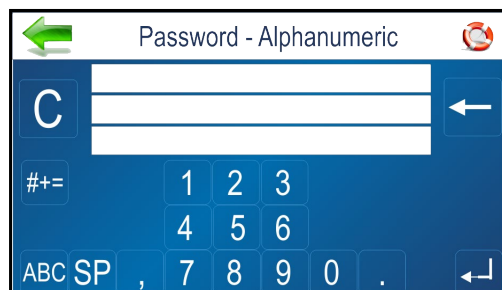 Password - Alphanumeric
C
#+= 1 2 3
4 5 6
ABC SP , 7 8 9 0 .